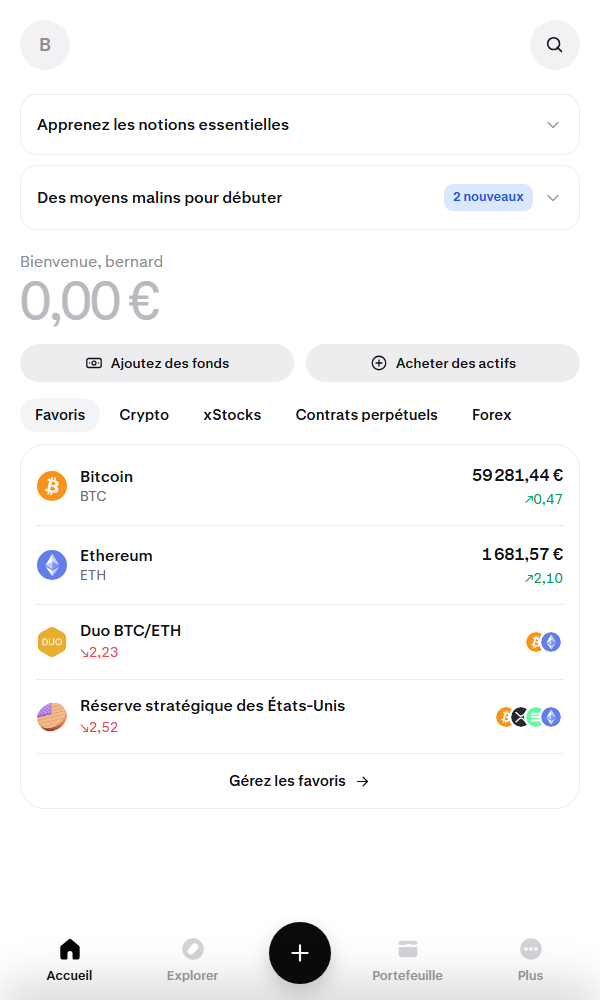 B
Apprenez les notions essentielles
Des moyens malins pour débuter
2 nouveaux
Bienvenue, bernard
0,00 €
Ajoutez des fonds
Acheter des actifs
Favoris Crypto xStocks Contrats perpétuels Forex
Bitcoin
59 281,44 €
BTC
↗0,47
Ethereum
1 681,57 €
ETH
↗2,10
DUO
Duo BTC/ETH
↘2,23
Réserve stratégique des États-Unis
↘2,52
Gérez les favoris →
Accueil Explorer Portefeuille Plus